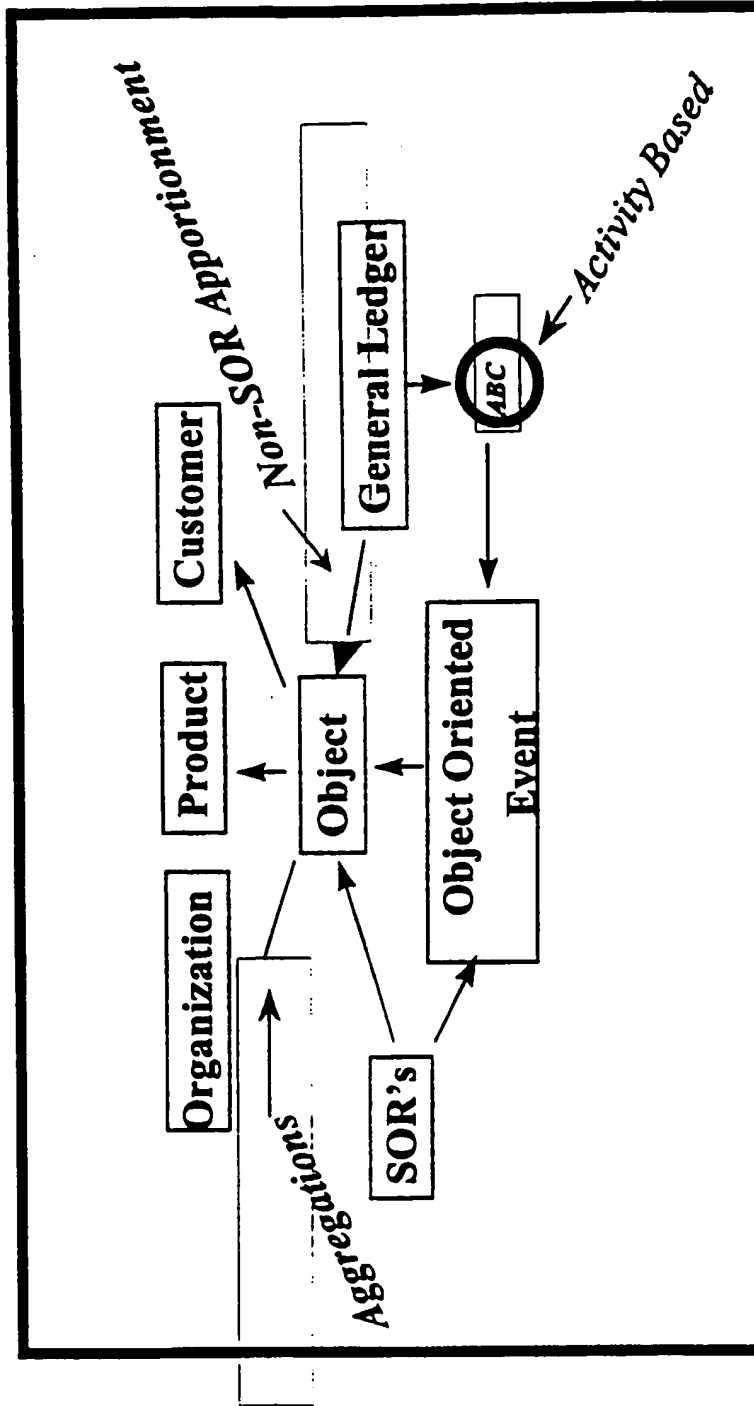 Organization
Product
Customer
Aggregations
Object
Non-SOR Apportionment
SOR's
General Ledger
Object Oriented
Event
ABC
Activity Based